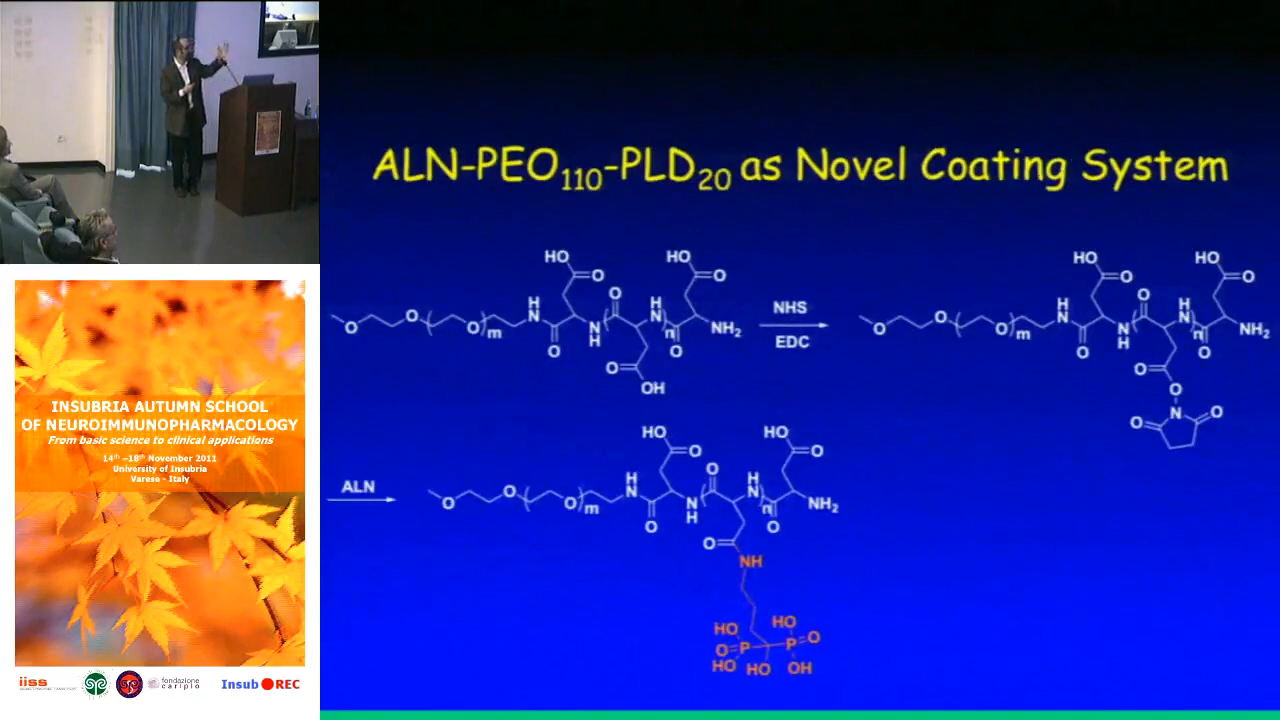 ALN-PEO110-PLD20 as Novel Coating System
HO O HO O
O O m H N O N H O H N n O NH2
O OH
NHS
EDC
HO O HO O
O O m H N O N H O H N n O NH2
O O
O N O
ALN
HO O HO O
O O m H N O N H O H N n O NH2
O NH
HO HO
O=P P=O
HO HO OH
INSUBRIA AUTUMN SCHOOL
OF NEUROIMMUNOPHARMACOLOGY
From basic science to clinical applications
14th –18th November 2011
University of Insubria
Varese - Italy
iiss
fondazione
cariplo
Insub REC